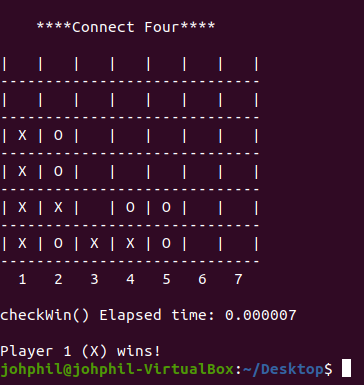 ****Connect Four****
|   |   |   |   |   |   |   |
-----------------------------
|   |   |   |   |   |   |   |
-----------------------------
| X | O |   |   |   |   |   |
-----------------------------
| X | O |   |   |   |   |   |
-----------------------------
| X | X |   | O | O |   |   |
-----------------------------
| X | O | X | X | O |   |   |
-----------------------------
  1   2   3   4   5   6   7
checkWin() Elapsed time: 0.000007
Player 1 (X) wins!
johphil@johphil-VirtualBox:~/Desktop$